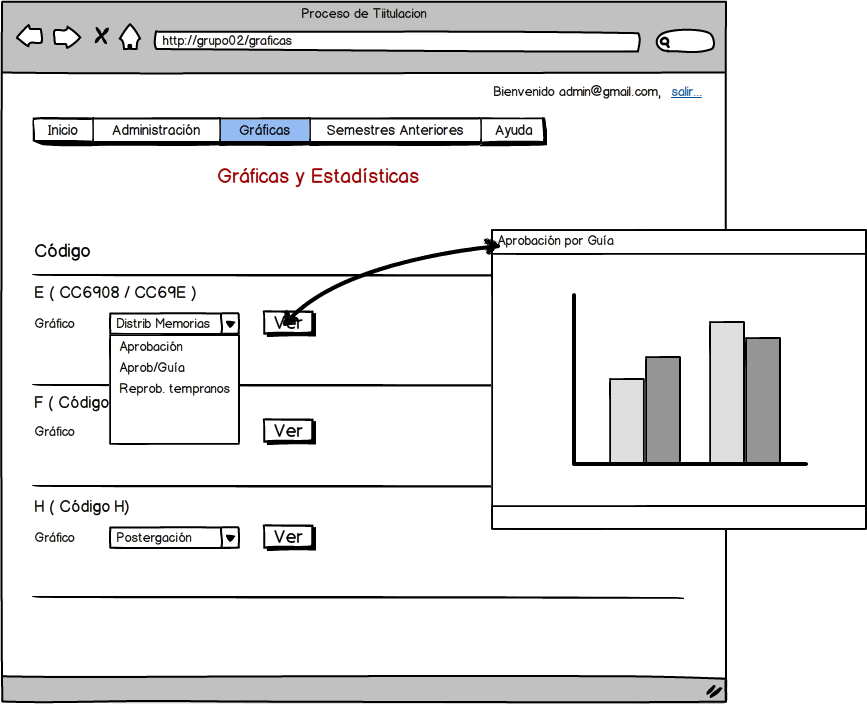 Proceso de Tiitulacion
http://grupo02/graficas
Bienvenido admin@gmail.com, salir...
Inicio Administración Gráficas Semestres Anteriores Ayuda
Gráficas y Estadísticas
Aprobación por Guía
Código
E ( CC6908 / CC69E )
Gráfico Distrib Memorias Ver
Aprobación
Aprob/Guía
Reprob. tempranos
F ( Código
Gráfico Ver
H ( Código H)
Gráfico Postergación Ver